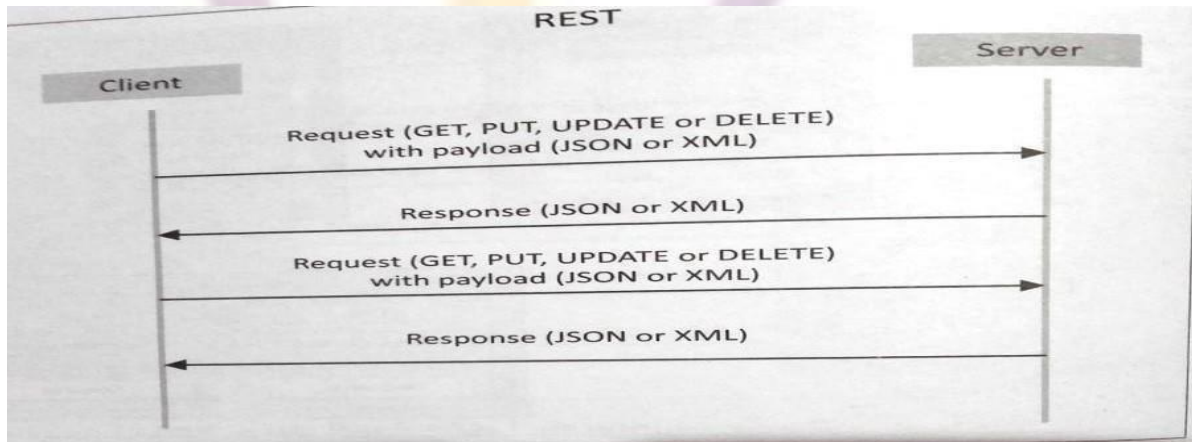 REST
Client
Server
Request (GET, PUT, UPDATE or DELETE)
with payload (JSON or XML)
Response (JSON or XML)
Request (GET, PUT, UPDATE or DELETE)
with payload (JSON or XML)
Response (JSON or XML)